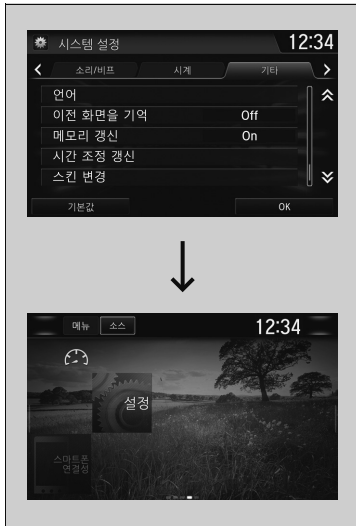 시스템 설정
12:34
소리/비프
시계
기타
언어
이전 화면을 기억 Off
메모리 갱신 On
시간 조정 갱신
스킨 변경
기본값
OK
메뉴
소스
12:34
설정
스마트폰
연결성